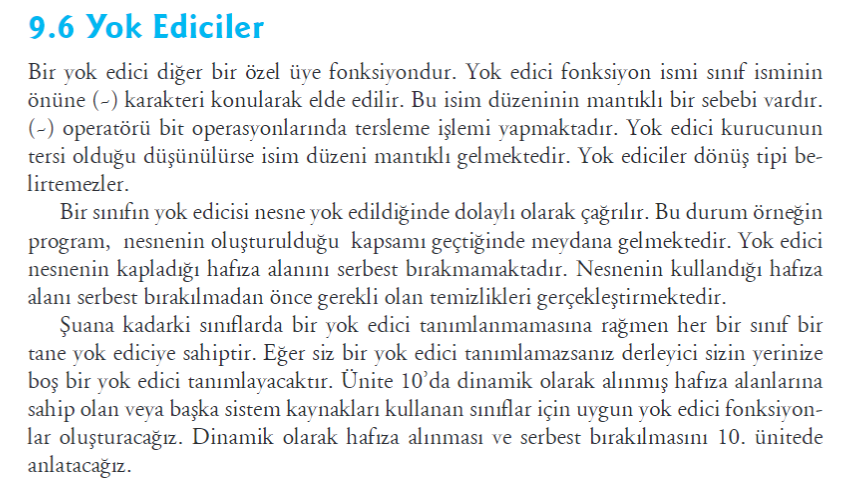 9.6 Yok Ediciler
Bir yok edici diğer bir özel üye fonksiyondur. Yok edici fonksiyon ismi sınıf isminin
önüne (~) karakteri konularak elde edilir. Bu isim düzeninin mantıklı bir sebebi vardır.
(~) operatörü bit operasyonlarında tersleme işlemi yapmaktadır. Yok edici kurucunun
tersi olduğu düşünülürse isim düzeni mantıklı gelmektedir. Yok ediciler dönüş tipi be-
lirtemezler.
Bir sınıfın yok edicisi nesne yok edildiğinde dolaylı olarak çağrılır. Bu durum örneğin
program, nesnenin oluşturulduğu kapsamı geçtiğinde meydana gelmektedir. Yok edici
nesnenin kapladığı hafıza alanını serbest bırakmamaktadır. Nesnenin kullandığı hafıza
alanı serbest bırakılmadan önce gerekli olan temizlikleri gerçekleştirmektedir.
Şuana kadarki sınıflarda bir yok edici tanımlanmamasına rağmen her bir sınıf bir
tane yok ediciye sahiptir. Eğer siz bir yok edici tanımlamazsanız derleyici sizin yerinize
boş bir yok edici tanımlayacaktır. Ünite 10'da dinamik olarak alınmış hafıza alanlarına
sahip olan veya başka sistem kaynakları kullanan sınıflar için uygun yok edici fonksiyon-
lar oluşturacağız. Dinamik olarak hafıza alınması ve serbest bırakılmasını 10. ünitede
anlatacağız.